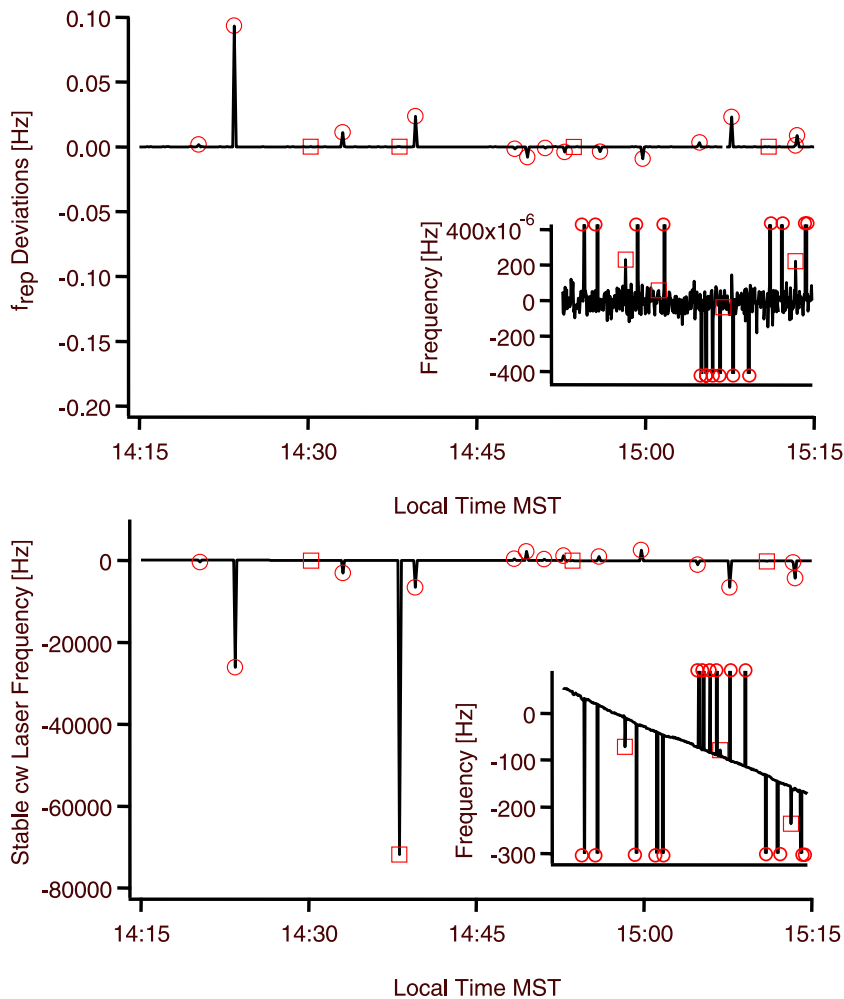 0.10
0.05
0.00
-0.05
-0.10
-0.15
-0.20
frep Deviations [Hz]
14:15 14:30 14:45 15:00 15:15
Local Time MST
400x10-6
200
0
-200
-400
Frequency [Hz]
0
-20000
-40000
-60000
-80000
Stable cw Laser Frequency [Hz]
14:15 14:30 14:45 15:00 15:15
Local Time MST
0
-100
-200
-300
Frequency [Hz]